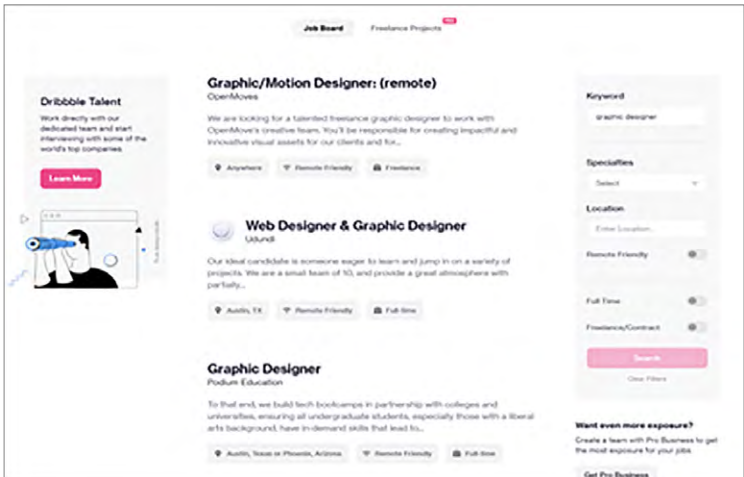 Job Board
Freelance Projects
Dribbble Talent
Work directly with our
dedicated team and start
interviewing with some of the
world's top companies.
Learn More
Graphic/Motion Designer: (remote)
OpenMoves
We are looking for a talented freelance graphic designer to work with
OpenMove's creative team. You'll be responsible for creating impactful and
innovative visual assets for our clients and for...
Anywhere
Remote Friendly
Freelance
Web Designer & Graphic Designer
Udundi
Our ideal candidate is someone eager to learn and jump in on a variety of
projects. We are a small team of 10, and provide a great atmosphere with
partially...
Austin, TX
Remote Friendly
Full-time
Graphic Designer
Podium Education
To that end, we build tech bootcamps in partnership with colleges and
universities, ensuring all undergraduate students, especially those with a liberal
arts background, have in-demand skills that lead to...
Austin, Texas or Phoenix, Arizona
Remote Friendly
Full-time
Keyword
graphic designer
Specialties
Select
Location
Enter Location...
Remote Friendly
Full Time
Freelance/Contract
Search
Clear Filters
Want even more exposure?
Create a team with Pro Business to get
the most exposure for your jobs
Get Pro Business